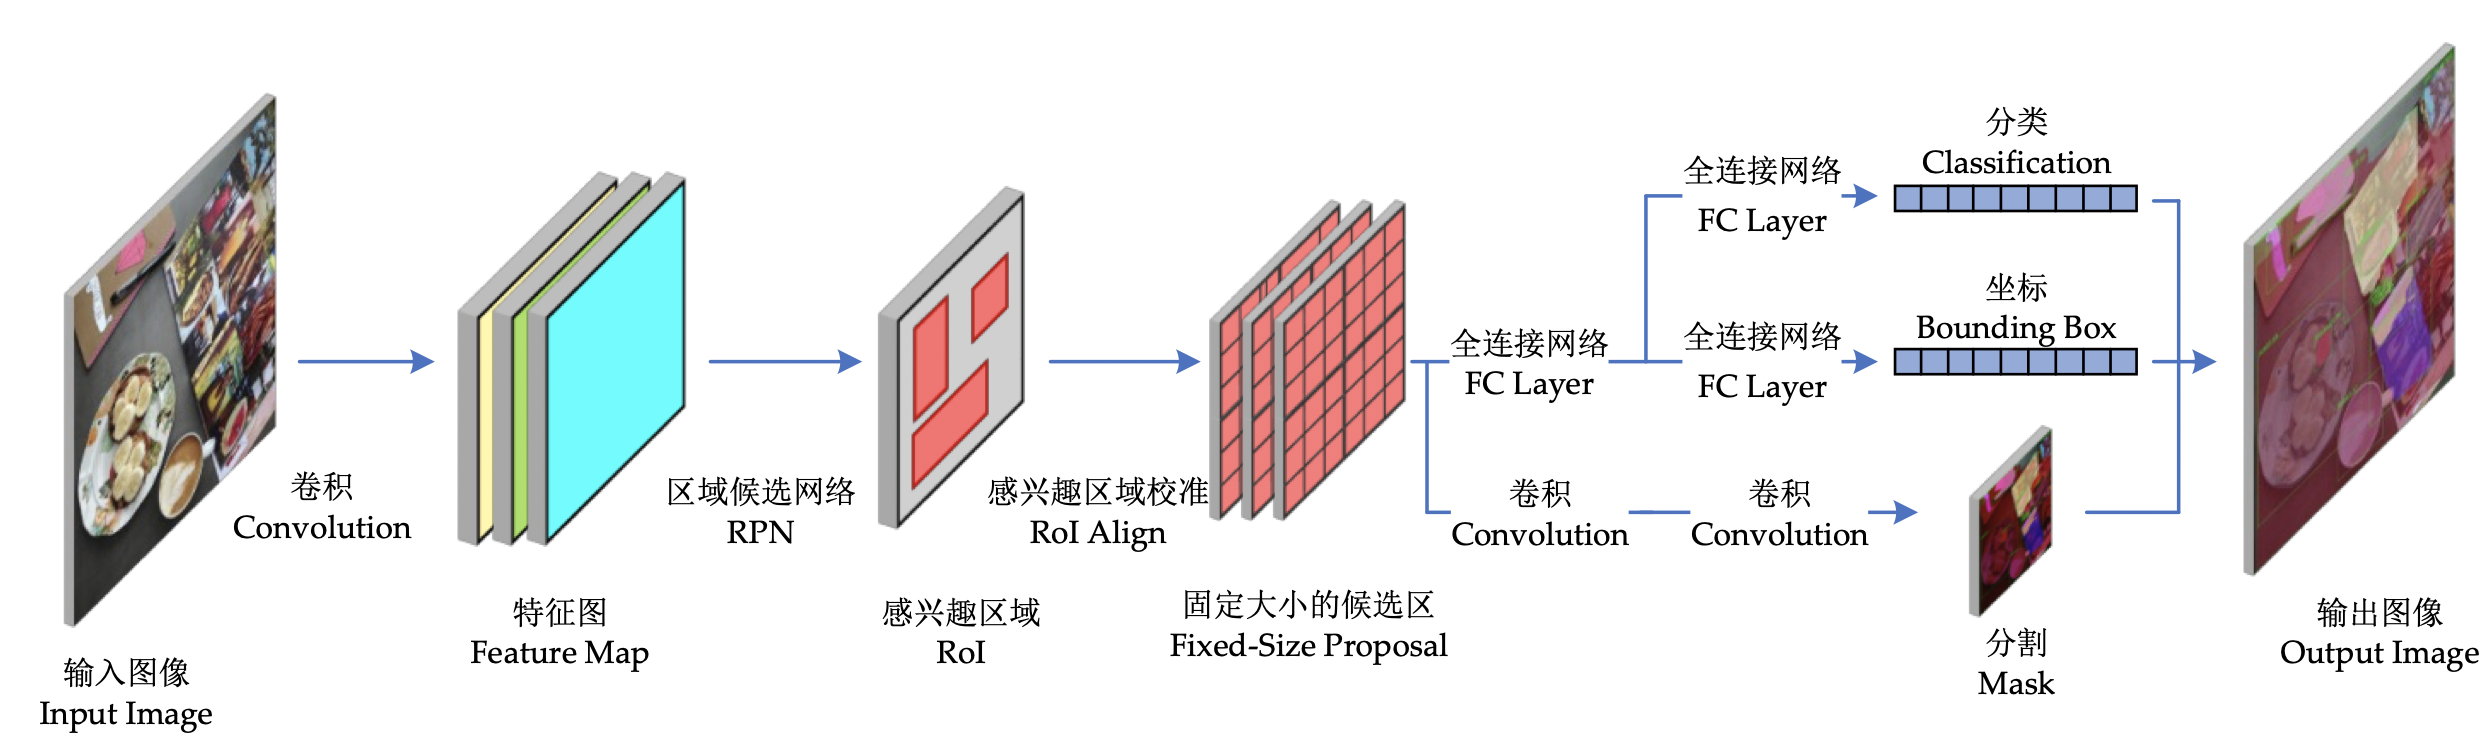 输入图像
Input Image
卷积
Convolution
特征图
Feature Map
区域候选网络
RPN
感兴趣区域
RoI
感兴趣区域校准
RoI Align
固定大小的候选区
Fixed-Size Proposal
全连接网络
FC Layer
全连接网络
FC Layer
分类
Classification
全连接网络
FC Layer
坐标
Bounding Box
卷积
Convolution
卷积
Convolution
分割
Mask
输出图像
Output Image